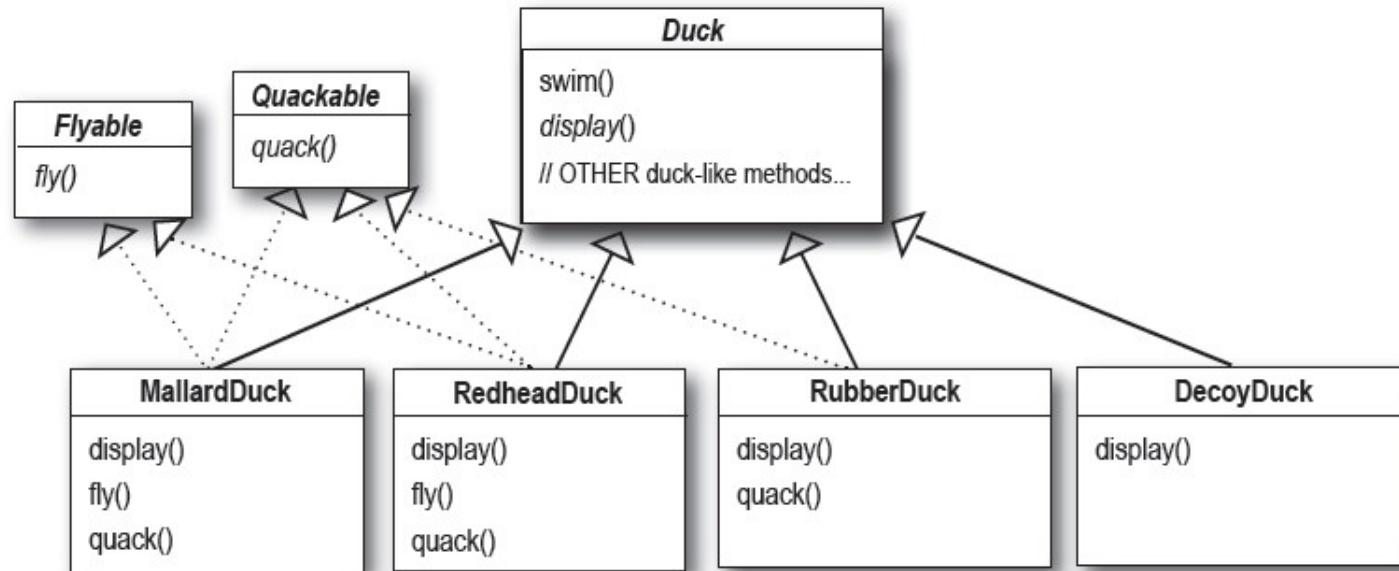 Duck
swim()
display()
// OTHER duck-like methods...
Quackable
quack()
Flyable
fly()
MallardDuck
display()
fly()
quack()
RedheadDuck
display()
fly()
quack()
RubberDuck
display()
quack()
DecoyDuck
display()